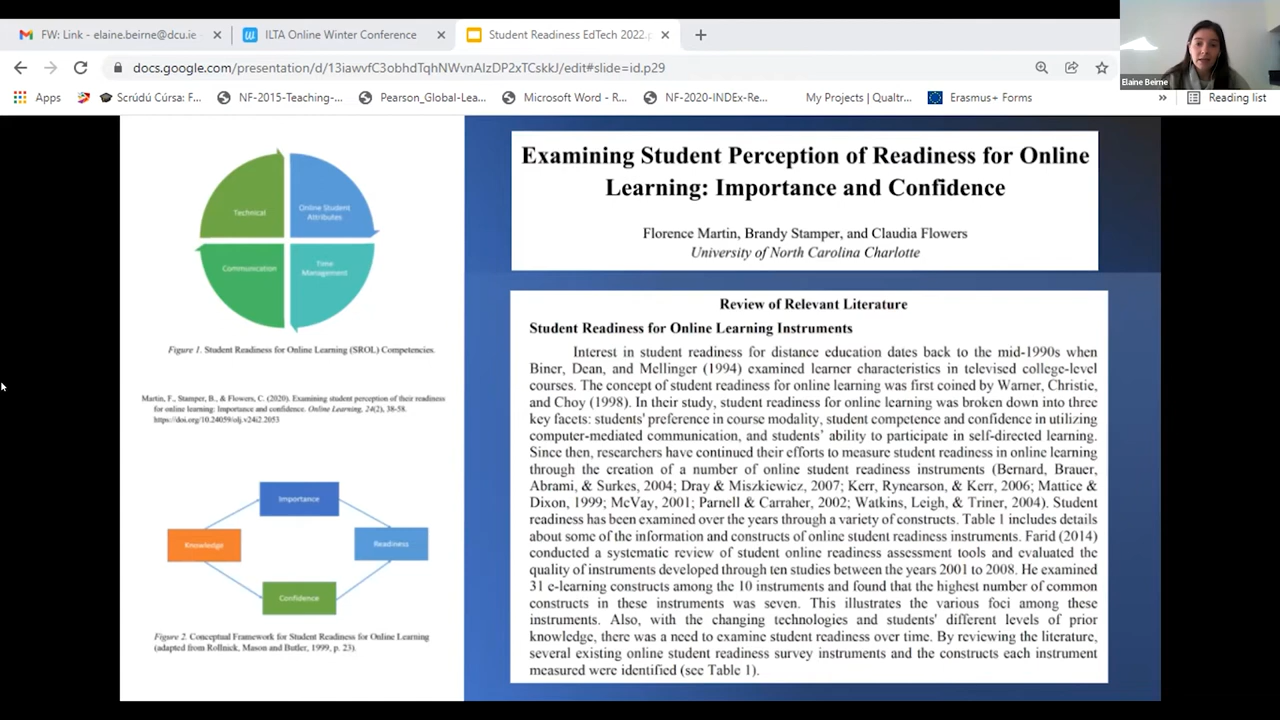 FW: Link - elaine.beirne@dcu.ie
ILTA Online Winter Conference
Student Readiness EdTech 2022.p
docs.google.com/presentation/d/13iawvfC3obhdTqhNWvnAIzDP2xTCskkJ/edit#slide=id.p29
Elaine Beirne
Apps
Scrúdú Cúrsa: F...
NF-2015-Teaching-...
Pearson_Global-Lea...
Microsoft Word - R...
NF-2020-INDEx-Re...
My Projects | Qualtr...
Erasmus+ Forms
»
Reading list
Technical
Online Student
Attributes
Communication
Time
Management
Figure 1. Student Readiness for Online Learning (SROL) Competencies.
Martin, F., Stamper, B., & Flowers, C. (2020). Examining student perception of their readiness
for online learning: Importance and confidence. Online Learning, 24(2), 38-58.
https://doi.org/10.24059/olj.v24i2.2053
Importance
Knowledge
Readiness
Confidence
Figure 2. Conceptual Framework for Student Readiness for Online Learning
(adapted from Rollnick, Mason and Butler, 1999, p. 23).
Examining Student Perception of Readiness for Online
Learning: Importance and Confidence
Florence Martin, Brandy Stamper, and Claudia Flowers
University of North Carolina Charlotte
Review of Relevant Literature
Student Readiness for Online Learning Instruments
Interest in student readiness for distance education dates back to the mid-1990s when
Biner, Dean, and Mellinger (1994) examined learner characteristics in televised college-level
courses. The concept of student readiness for online learning was first coined by Warner, Christie,
and Choy (1998). In their study, student readiness for online learning was broken down into three
key facets: students' preference in course modality, student competence and confidence in utilizing
computer-mediated communication, and students' ability to participate in self-directed learning.
Since then, researchers have continued their efforts to measure student readiness in online learning
through the creation of a number of online student readiness instruments (Bernard, Brauer,
Abrami, & Surkes, 2004; Dray & Miszkiewicz, 2007; Kerr, Rynearson, & Kerr, 2006; Mattice &
Dixon, 1999; McVay, 2001; Parnell & Carraher, 2002; Watkins, Leigh, & Triner, 2004). Student
readiness has been examined over the years through a variety of constructs. Table 1 includes details
about some of the information and constructs of online student readiness instruments. Farid (2014)
conducted a systematic review of student online readiness assessment tools and evaluated the
quality of instruments developed through ten studies between the years 2001 to 2008. He examined
31 e-learning constructs among the 10 instruments and found that the highest number of common
constructs in these instruments was seven. This illustrates the various foci among these
instruments. Also, with the changing technologies and students' different levels of prior
knowledge, there was a need to examine student readiness over time. By reviewing the literature,
several existing online student readiness survey instruments and the constructs each instrument
measured were identified (see Table 1).